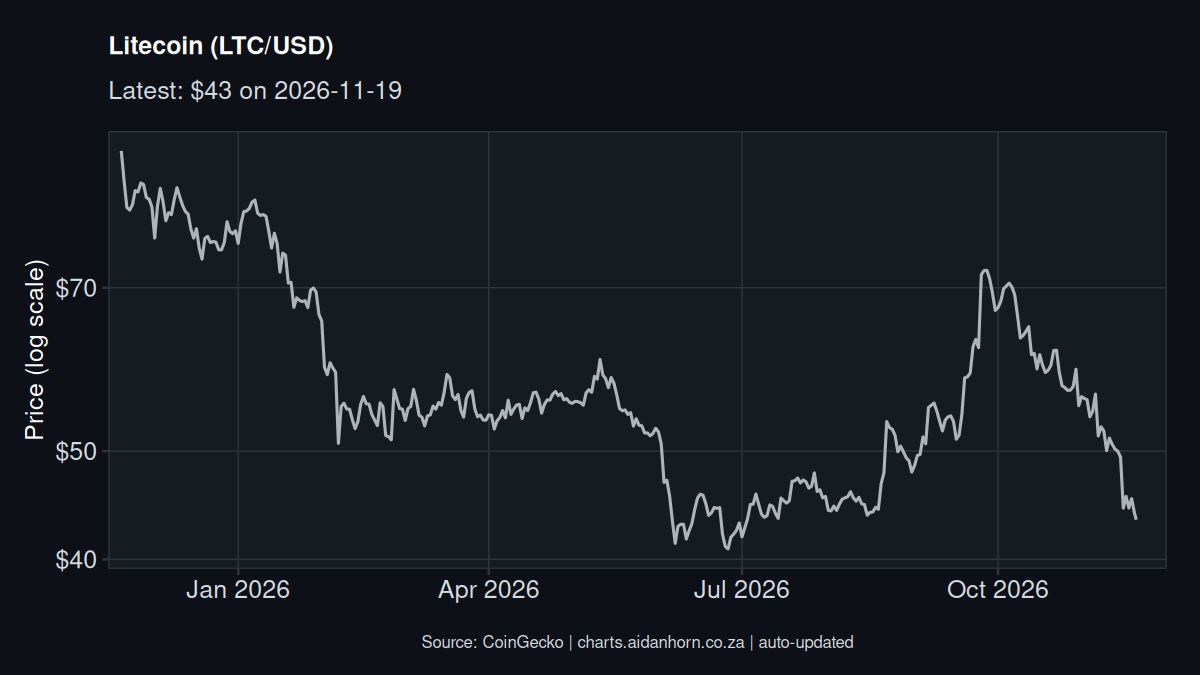 Litecoin (LTC/USD)
Latest: $43 on 2026-11-19
Price (log scale)
$70
$50
$40
Jan 2026
Apr 2026
Jul 2026
Oct 2026
Source: CoinGecko | charts.aidanhorn.co.za | auto-updated